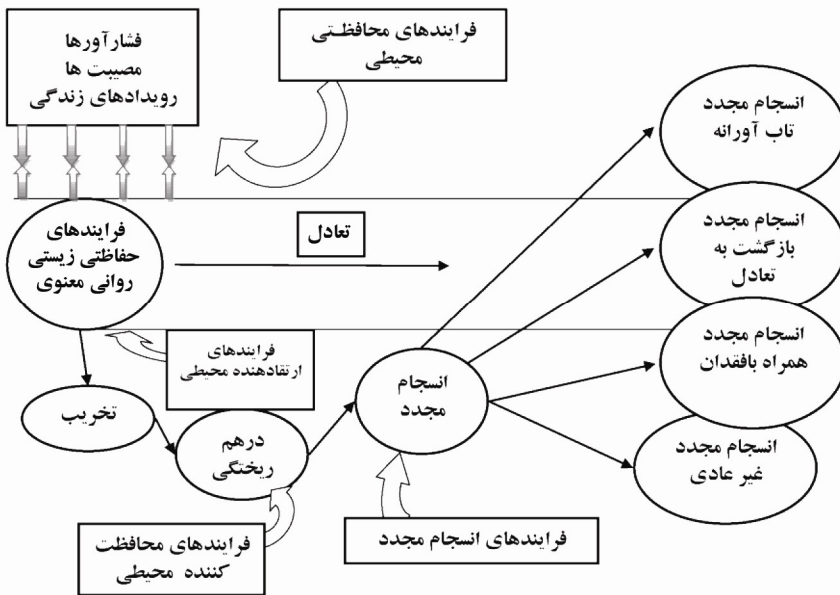 فشارآورها
مصیبت ها
رویدادهای زندگی
فرایندهای محافظتی
محیطی
انسجام مجدد
تاب آورانه
فرایندهای
حفاظتی زیستی
روانی معنوی
تعادل
انسجام مجدد
بازگشت به
تعادل
فرایندهای
ارتقادهنده محیطی
انسجام
مجدد
انسجام مجدد
همراه بافقدان
تخریب
درهم
ریختگی
انسجام مجدد
غیر عادی
فرایندهای محافظت
کننده محیطی
فرایندهای انسجام مجدد